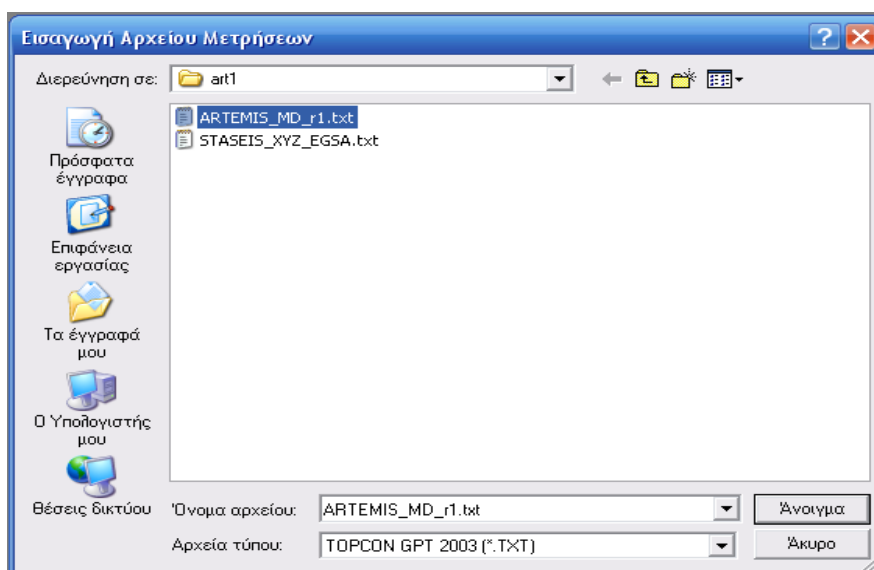 Εισαγωγή Αρχείου Μετρήσεων
Διερεύνηση σε:
art1
ARTEMIS_MD_r1.txt
STASEIS_XYZ_EGSA.txt
Πρόσφατα
έγγραφα
Επιφάνεια
εργασίας
Τα έγγραφά
μου
Ο Υπολογιστής
μου
Θέσεις δικτύου
Όνομα αρχείου:
ARTEMIS_MD_r1.txt
Άνοιγμα
Αρχεία τύπου:
TOPCON GPT 2003 (*.TXT)
Άκυρο